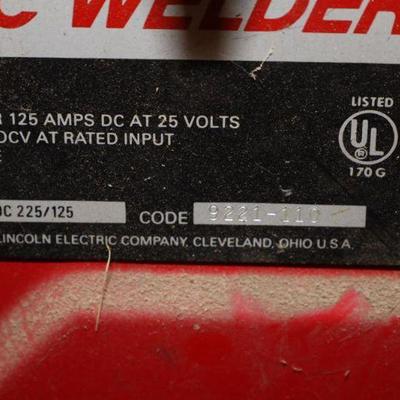 C WELDER
125 AMPS DC AT 25 VOLTS
OCV AT RATED INPUT
LISTED
UL
170 G
DC 225/125 CODE 9221-110
LINCOLN ELECTRIC COMPANY, CLEVELAND, OHIO U.S.A.